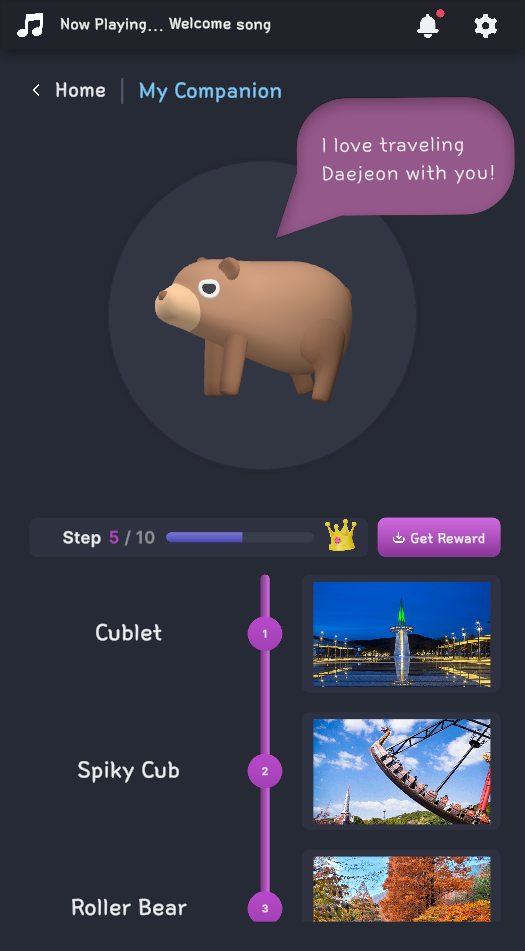 Now Playing... Welcome song
Home
My Companion
I love traveling
Daejeon with you!
Step 5 / 10
Get Reward
Cublet
1
Spiky Cub
2
Roller Bear
3